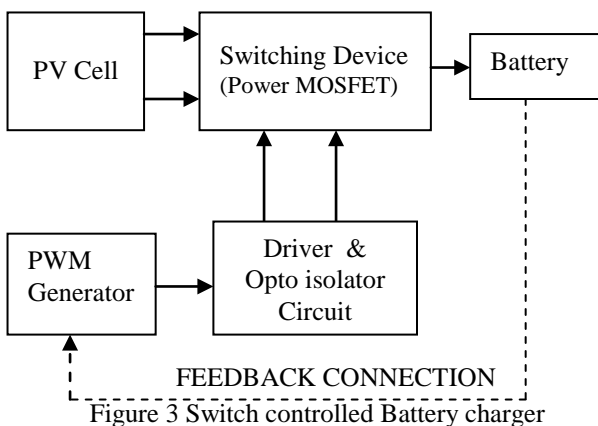 PV Cell
Switching Device
(Power MOSFET)
Battery
PWM
Generator
Driver &
Opto isolator
Circuit
FEEDBACK CONNECTION
Figure 3 Switch controlled Battery charger